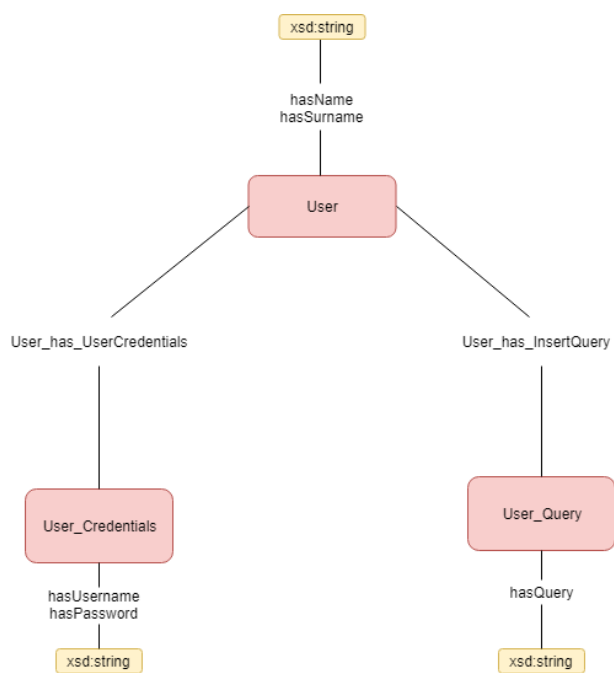 xsd:string
hasName
hasSurname
User
User_has_UserCredentials
User_has_InsertQuery
User_Credentials
User_Query
hasUsername
hasPassword
hasQuery
xsd:string
xsd:string